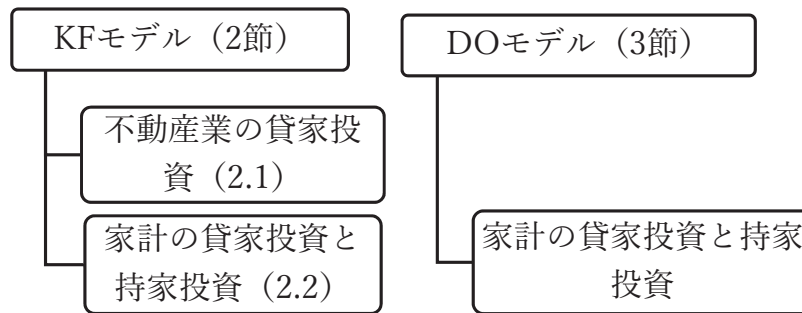 KFモデル（2節）
不動産業の貸家投
資（2.1）
家計の貸家投資と
持家投資（2.2）
DOモデル（3節）
家計の貸家投資と持家
投資